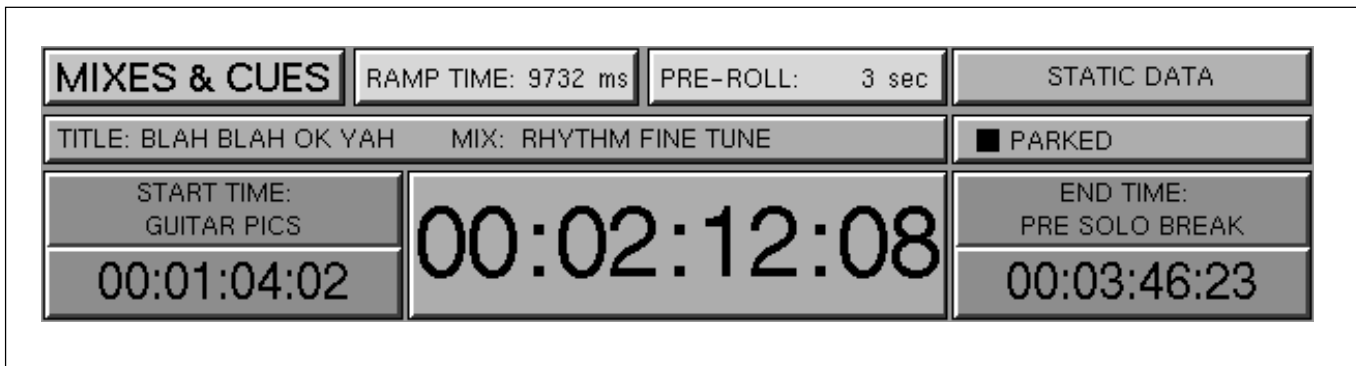 MIXES & CUES
RAMP TIME: 9732 ms
PRE-ROLL: 3 sec
STATIC DATA
TITLE: BLAH BLAH OK YAH MIX: RHYTHM FINE TUNE
PARKED
START TIME:
GUITAR PICS
00:01:04:02
00:02:12:08
END TIME:
PRE SOLO BREAK
00:03:46:23